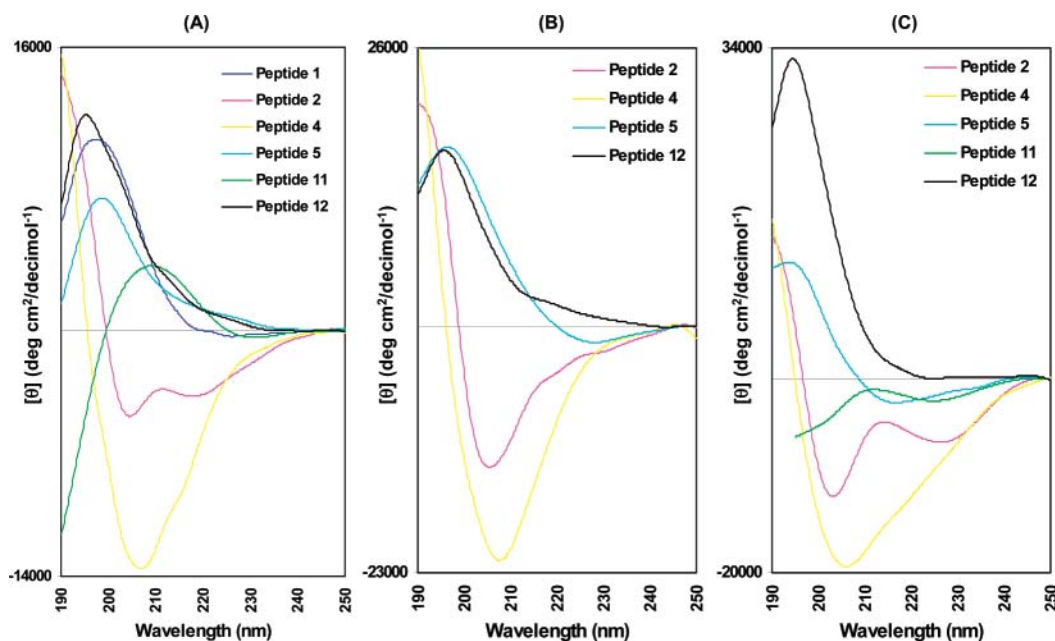 (A)
16000
Peptide 1
Peptide 2
Peptide 4
Peptide 5
Peptide 11
Peptide 12
[θ] (deg cm²/decimol⁻¹)
-14000
190 200 210 220 230 240 250
Wavelength (nm)
(B)
26000
Peptide 2
Peptide 4
Peptide 5
Peptide 12
[θ] (deg cm²/decimol⁻¹)
-23000
190 200 210 220 230 240 250
Wavelength (nm)
(C)
34000
Peptide 2
Peptide 4
Peptide 5
Peptide 11
Peptide 12
[θ] (deg cm²/decimol⁻¹)
-20000
190 200 210 220 230 240 250
Wavelength (nm)